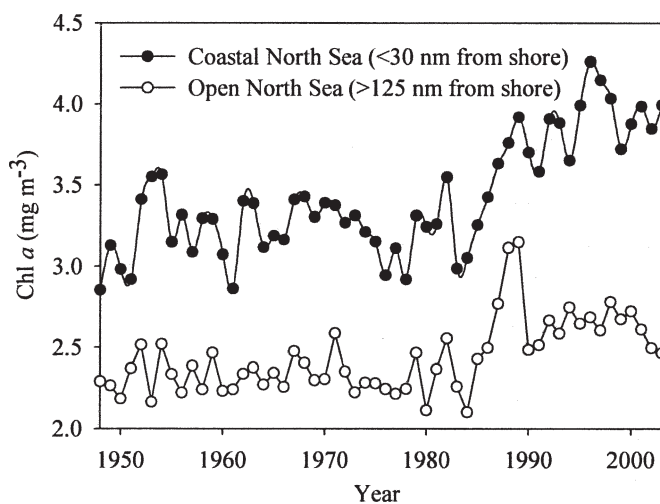 4.5
Coastal North Sea (<30 nm from shore)
Open North Sea (>125 nm from shore)
4.0
3.5
3.0
2.5
2.0
Chl a (mg m-3)
1950 1960 1970 1980 1990 2000
Year